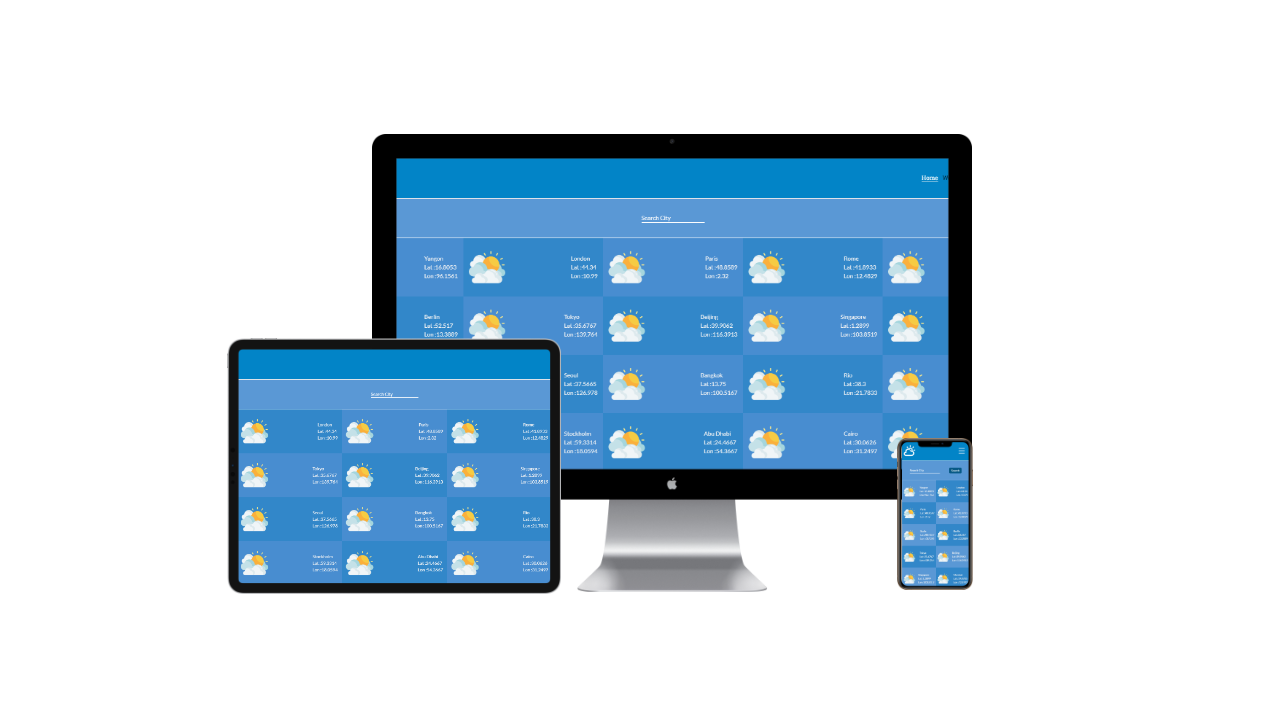 Home
Search City
Yangon
Lat :16.8053
Lon :96.1561
London
Lat :44.34
Lon :10.99
Paris
Lat :48.8589
Lon :2.32
Rome
Lat :41.8933
Lon :12.4829
Berlin
Lat :52.517
Lon :13.3889
Tokyo
Lat :35.6767
Lon :139.764
Beijing
Lat :39.9062
Lon :116.3913
Singapore
Lat :1.2899
Lon :103.8519
Seoul
Lat :37.5665
Lon :126.978
Bangkok
Lat :13.75
Lon :100.5167
Rio
Lat :38.3
Lon :21.7833
Stockholm
Lat :59.3314
Lon :18.0594
Abu Dhabi
Lat :24.4667
Lon :54.3667
Cairo
Lat :30.0626
Lon :31.2497
Search City
London
Lat :44.34
Lon :10.99
Paris
Lat :48.8589
Lon :2.32
Rome
Lat :41.8933
Lon :12.4829
Tokyo
Lat :35.6767
Lon :139.764
Beijing
Lat :39.9062
Lon :116.3913
Singapore
Lat :1.2899
Lon :103.8519
Seoul
Lat :37.5665
Lon :126.978
Bangkok
Lat :13.75
Lon :100.5167
Rio
Lat :38.3
Lon :21.7833
Stockholm
Lat :59.3314
Lon :18.0594
Abu Dhabi
Lat :24.4667
Lon :54.3667
Cairo
Lat :30.0626
Lon :31.2497
Search City
Search